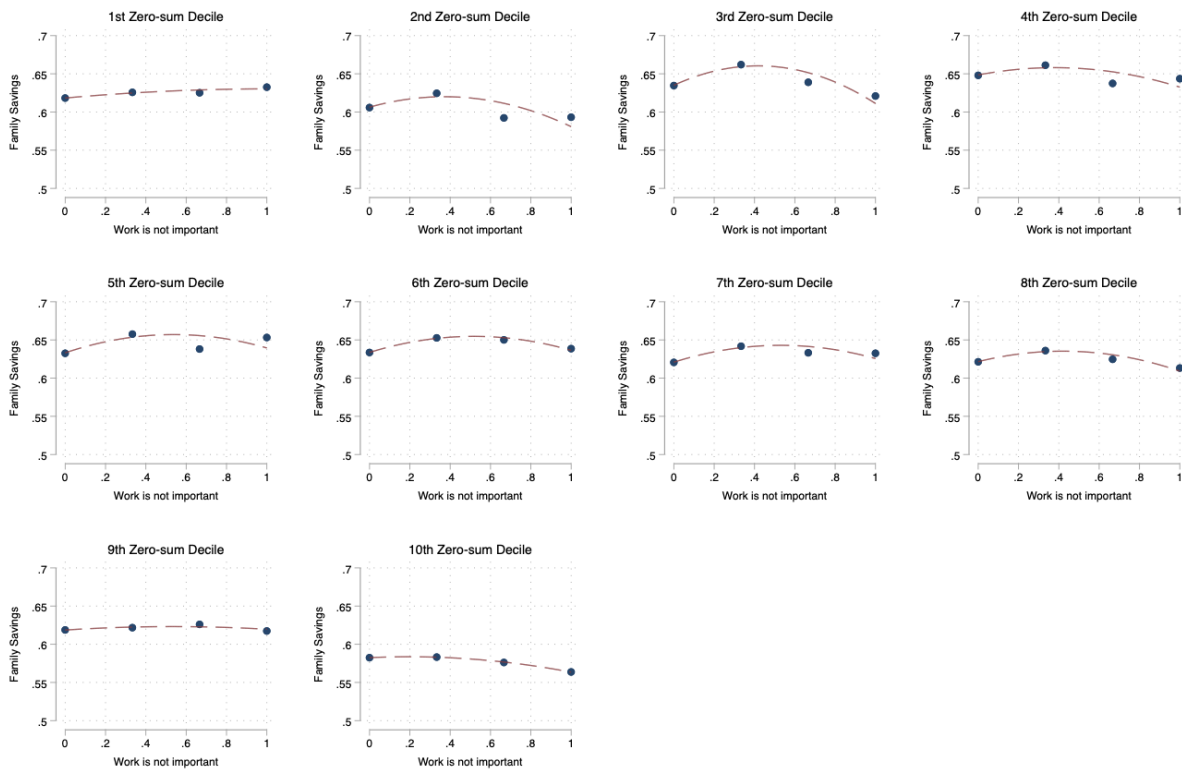 1st Zero-sum Decile
.7
.65
.6
.55
.5
Family Savings
0 .2 .4 .6 .8 1
Work is not important
2nd Zero-sum Decile
.7
.65
.6
.55
.5
Family Savings
0 .2 .4 .6 .8 1
Work is not important
3rd Zero-sum Decile
.7
.65
.6
.55
.5
Family Savings
0 .2 .4 .6 .8 1
Work is not important
4th Zero-sum Decile
.7
.65
.6
.55
.5
Family Savings
0 .2 .4 .6 .8 1
Work is not important
5th Zero-sum Decile
.7
.65
.6
.55
.5
Family Savings
0 .2 .4 .6 .8 1
Work is not important
6th Zero-sum Decile
.7
.65
.6
.55
.5
Family Savings
0 .2 .4 .6 .8 1
Work is not important
7th Zero-sum Decile
.7
.65
.6
.55
.5
Family Savings
0 .2 .4 .6 .8 1
Work is not important
8th Zero-sum Decile
.7
.65
.6
.55
.5
Family Savings
0 .2 .4 .6 .8 1
Work is not important
9th Zero-sum Decile
.7
.65
.6
.55
.5
Family Savings
0 .2 .4 .6 .8 1
Work is not important
10th Zero-sum Decile
.7
.65
.6
.55
.5
Family Savings
0 .2 .4 .6 .8 1
Work is not important